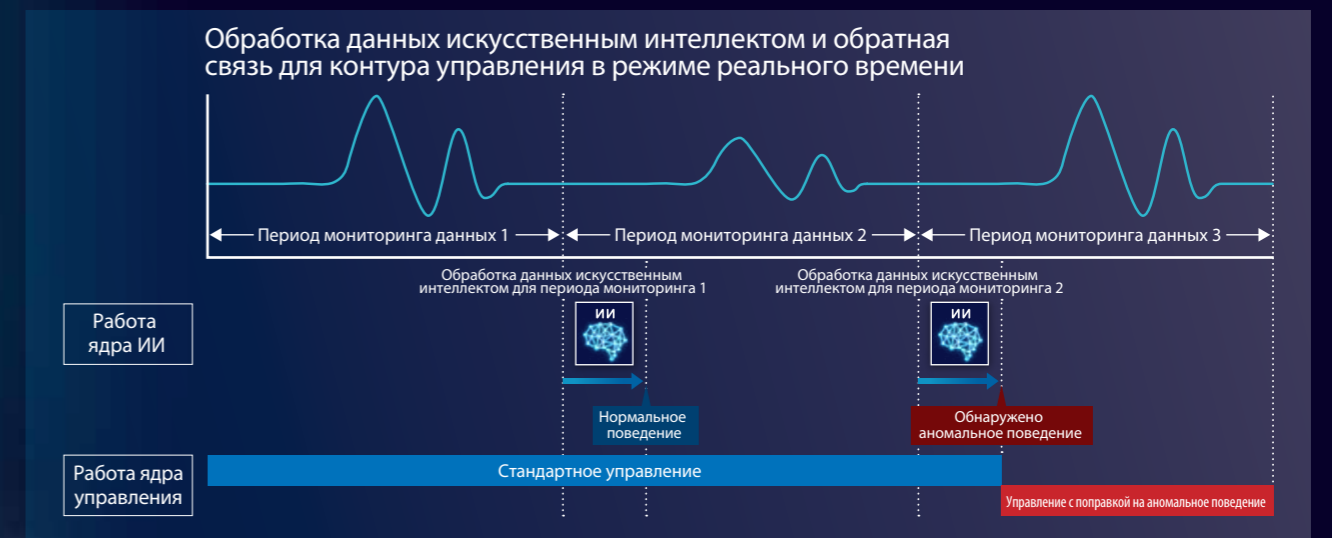 Обработка данных искусственным интеллектом и обратная
связь для контура управления в режиме реального времени
Период мониторинга данных 1
Период мониторинга данных 2
Период мониторинга данных 3
Обработка данных искусственным
интеллектом для периода мониторинга 1
Обработка данных искусственным
интеллектом для периода мониторинга 2
Работа
ядра ИИ
ИИ
ИИ
Нормальное
поведение
Обнаружено
аномальное поведение
Работа ядра
управления
Стандартное управление
Управление с поправкой на аномальное поведение